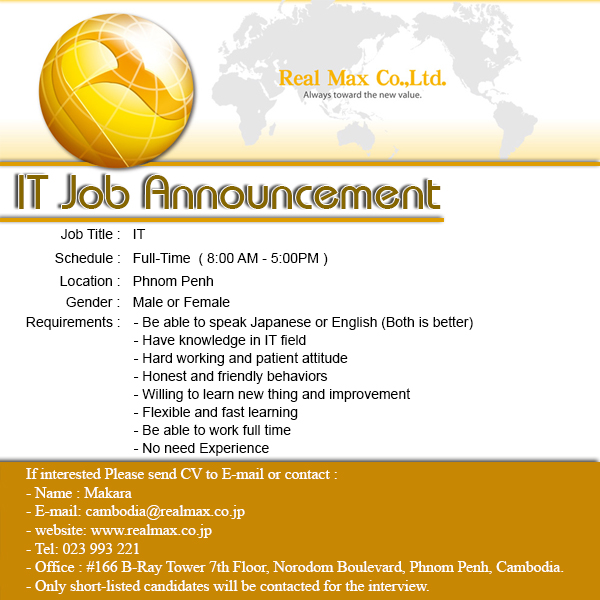 Real Max Co.,Ltd.
Always toward the new value.
IT Job Announcement
Job Title : IT
Schedule : Full-Time ( 8:00 AM - 5:00PM )
Location : Phnom Penh
Gender : Male or Female
Requirements : - Be able to speak Japanese or English (Both is better)
- Have knowledge in IT field
- Hard working and patient attitude
- Honest and friendly behaviors
- Willing to learn new thing and improvement
- Flexible and fast learning
- Be able to work full time
- No need Experience
If interested Please send CV to E-mail or contact :
- Name : Makara
- E-mail: cambodia@realmax.co.jp
- website: www.realmax.co.jp
- Tel: 023 993 221
- Office : #166 B-Ray Tower 7th Floor, Norodom Boulevard, Phnom Penh, Cambodia.
- Only short-listed candidates will be contacted for the interview.